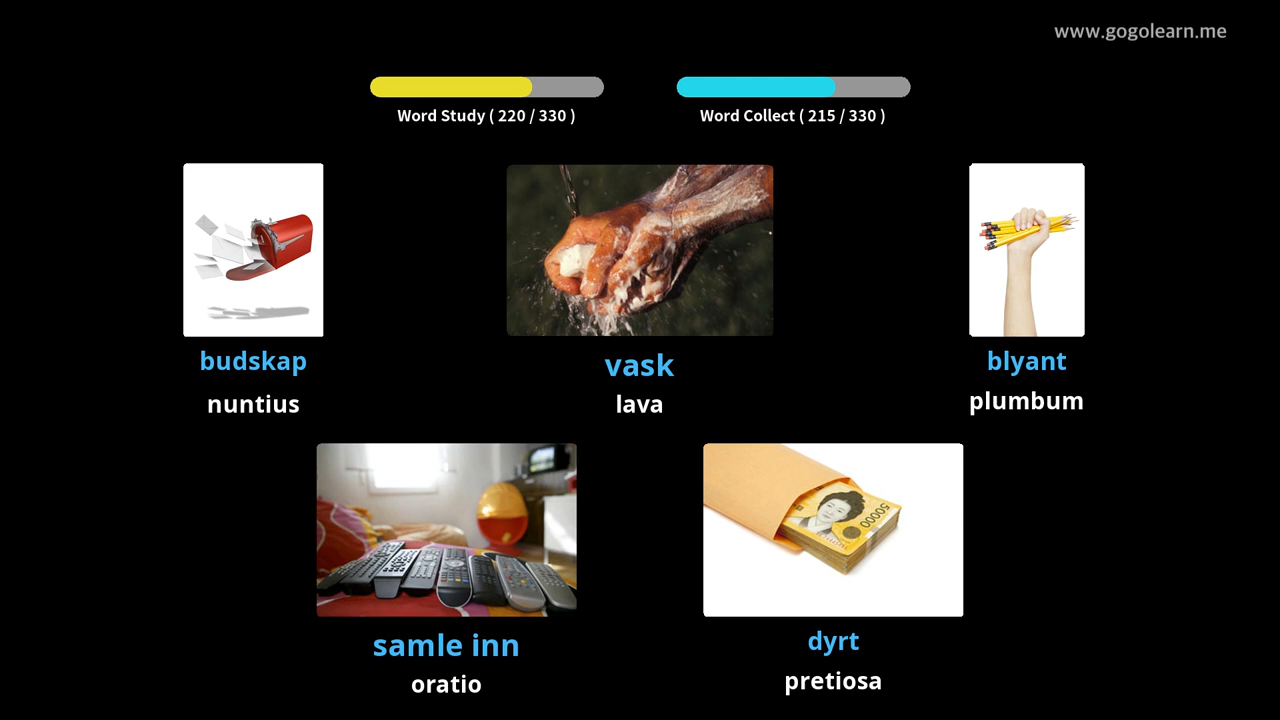 www.gogolearn.me
Word Study ( 220 / 330 )
Word Collect ( 215 / 330 )
budskap
nuntius
vask
lava
blyant
plumbum
50000
samle inn
oratio
dyrt
pretiosa